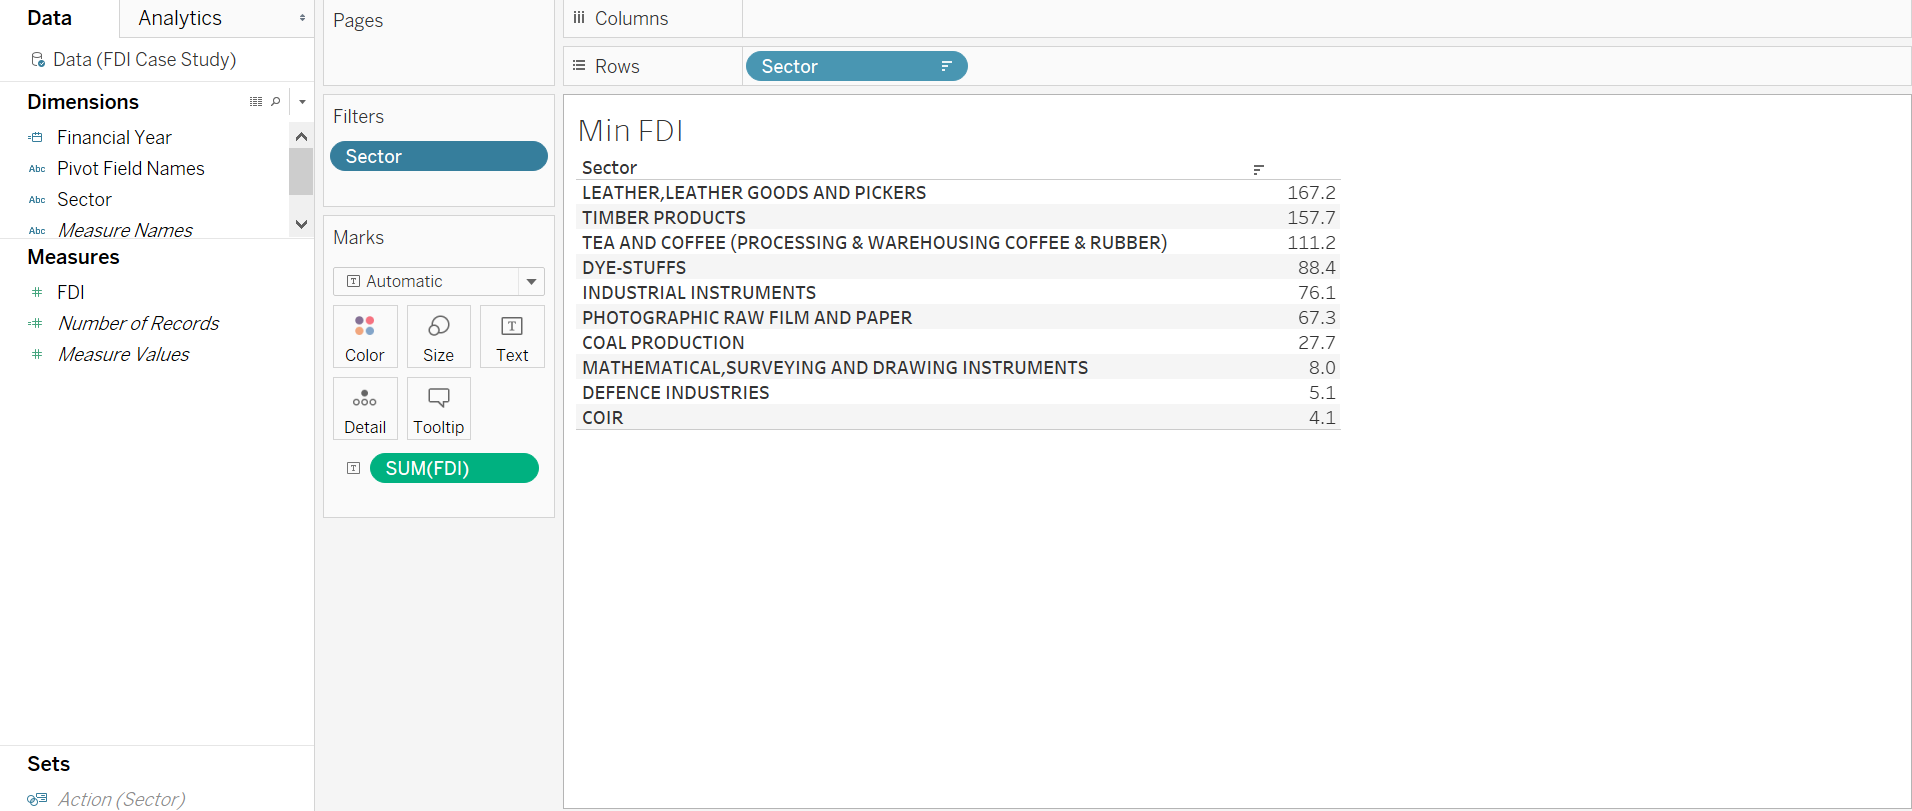 Data
Analytics
Data (FDI Case Study)
Dimensions
Financial Year
Abc Pivot Field Names
Abc Sector
Abc Measure Names
Measures
# FDI
=# Number of Records
# Measure Values
Sets
Action (Sector)
Pages
Filters
Sector
Marks
T Automatic
Color
Size
T
Text
Detail
Tooltip
T SUM(FDI)
Columns
Rows
Sector
Min FDI
Sector
LEATHER,LEATHER GOODS AND PICKERS 167.2
TIMBER PRODUCTS 157.7
TEA AND COFFEE (PROCESSING & WAREHOUSING COFFEE & RUBBER) 111.2
DYE-STUFFS 88.4
INDUSTRIAL INSTRUMENTS 76.1
PHOTOGRAPHIC RAW FILM AND PAPER 67.3
COAL PRODUCTION 27.7
MATHEMATICAL,SURVEYING AND DRAWING INSTRUMENTS 8.0
DEFENCE INDUSTRIES 5.1
COIR 4.1